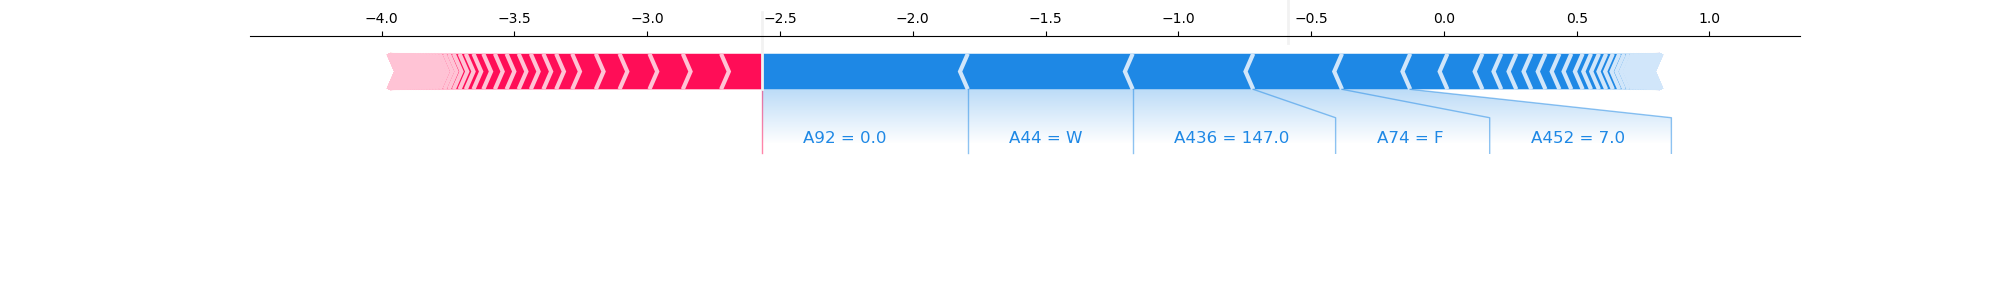 −4.0 −3.5 −3.0 −2.5 −2.0 −1.5 −1.0 −0.5 0.0 0.5 1.0
A92 = 0.0 A44 = W A436 = 147.0 A74 = F A452 = 7.0